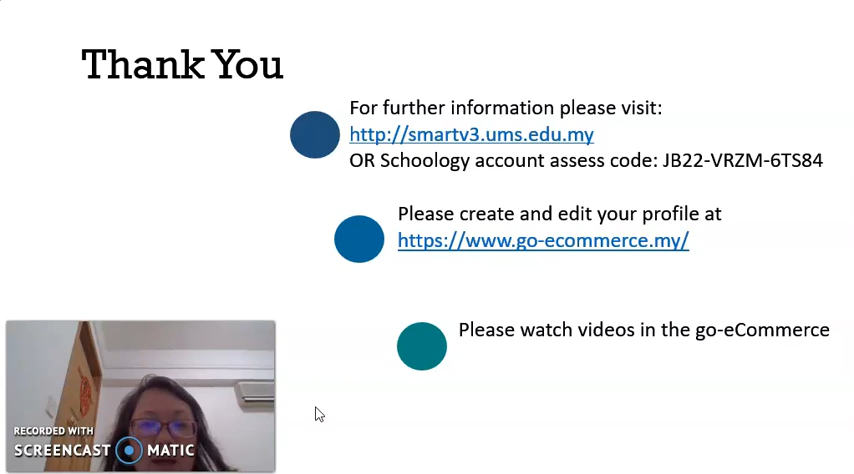 Thank You
For further information please visit:
http://smartv3.ums.edu.my
OR Schoology account assess code: JB22-VRZM-6TS84
Please create and edit your profile at
https://www.go-ecommerce.my/
Please watch videos in the go-eCommerce
RECORDED WITH
SCREENCAST MATIC